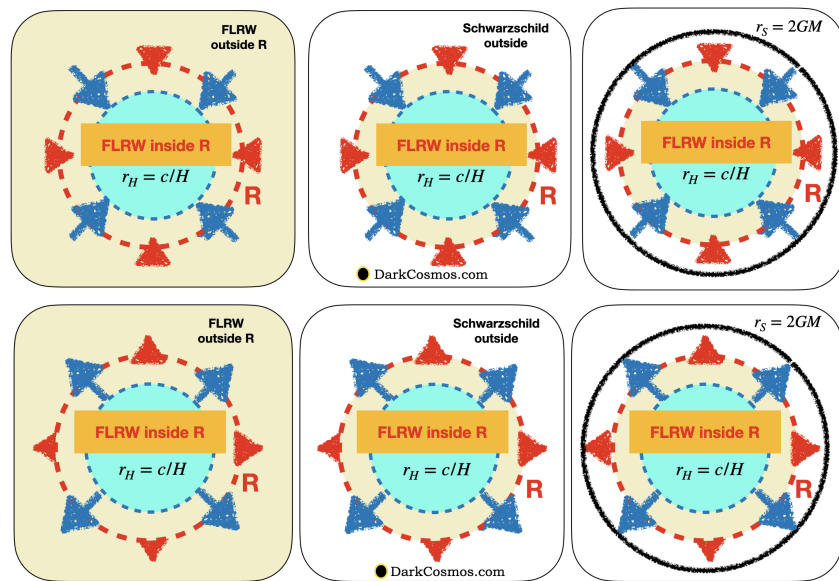 FLRW
outside R
FLRW inside R
r_H = c/H
R
Schwarzschild
outside
FLRW inside R
r_H = c/H
R
DarkCosmos.com
r_S = 2GM
FLRW inside R
r_H = c/H
R
FLRW
outside R
FLRW inside R
r_H = c/H
R
Schwarzschild
outside
FLRW inside R
r_H = c/H
R
DarkCosmos.com
r_S = 2GM
FLRW inside R
r_H = c/H
R